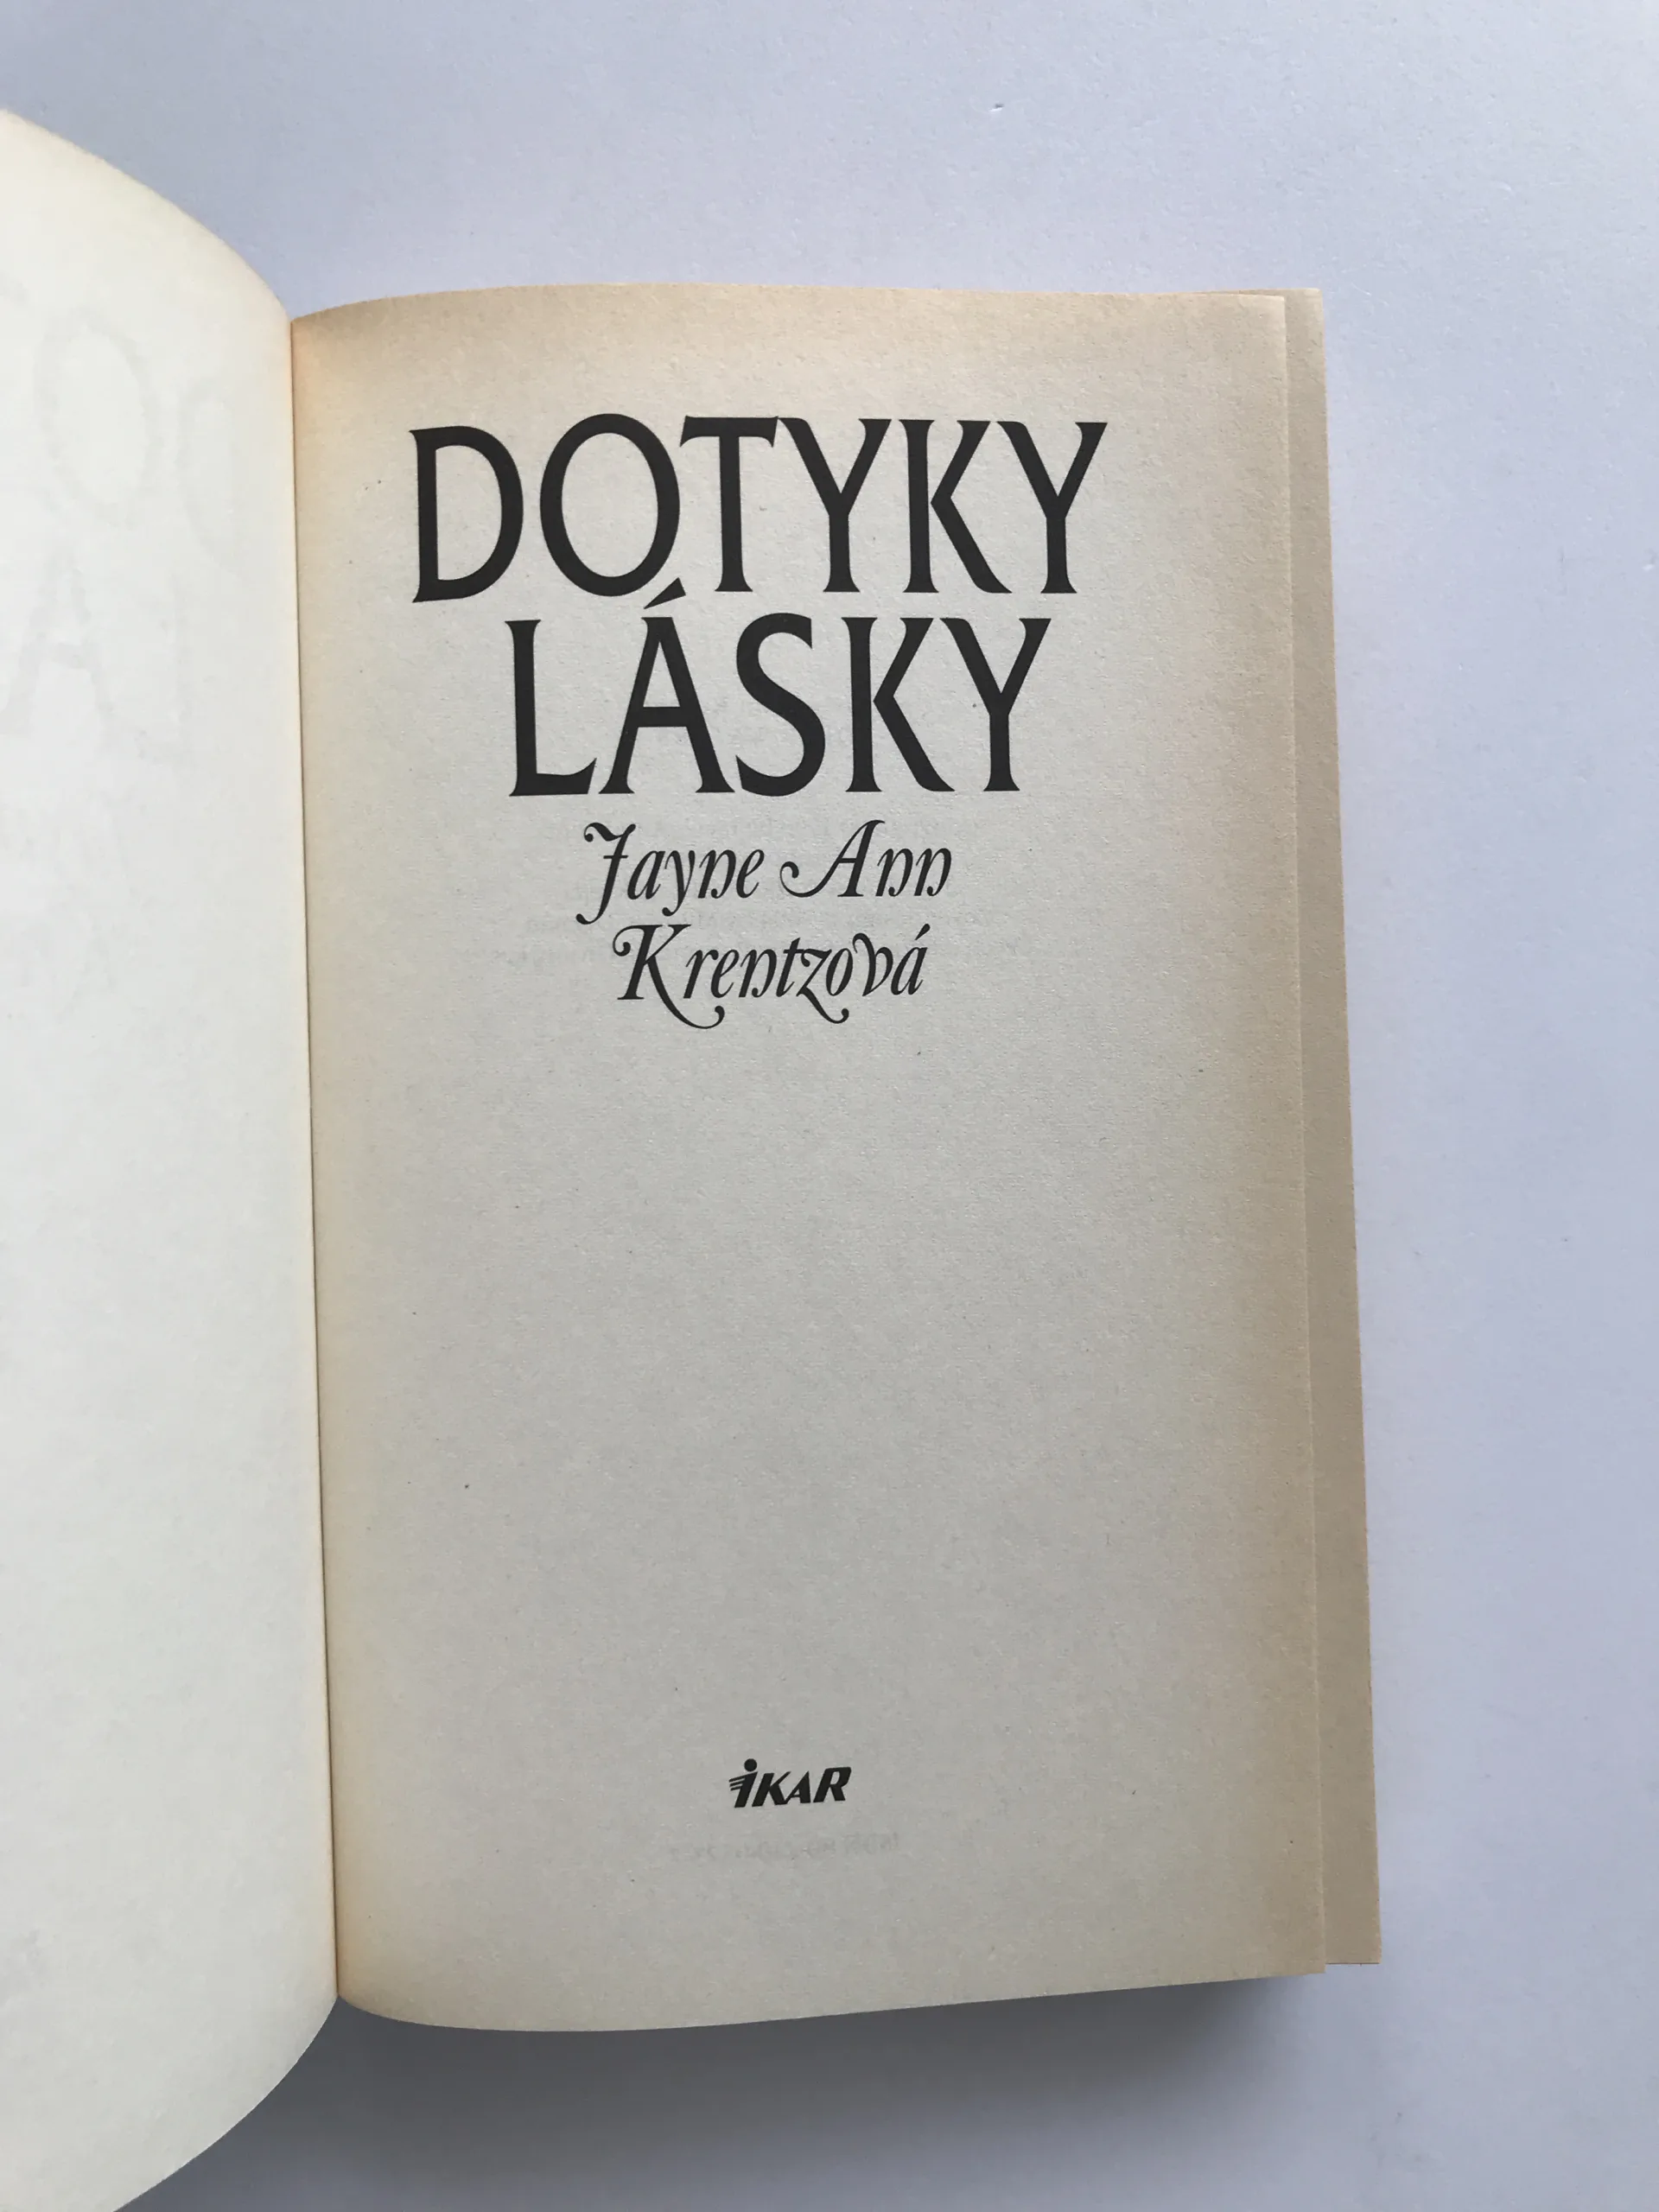 DOTYKY
LÁSKY
Jayne Ann
Krentzová
IKAR